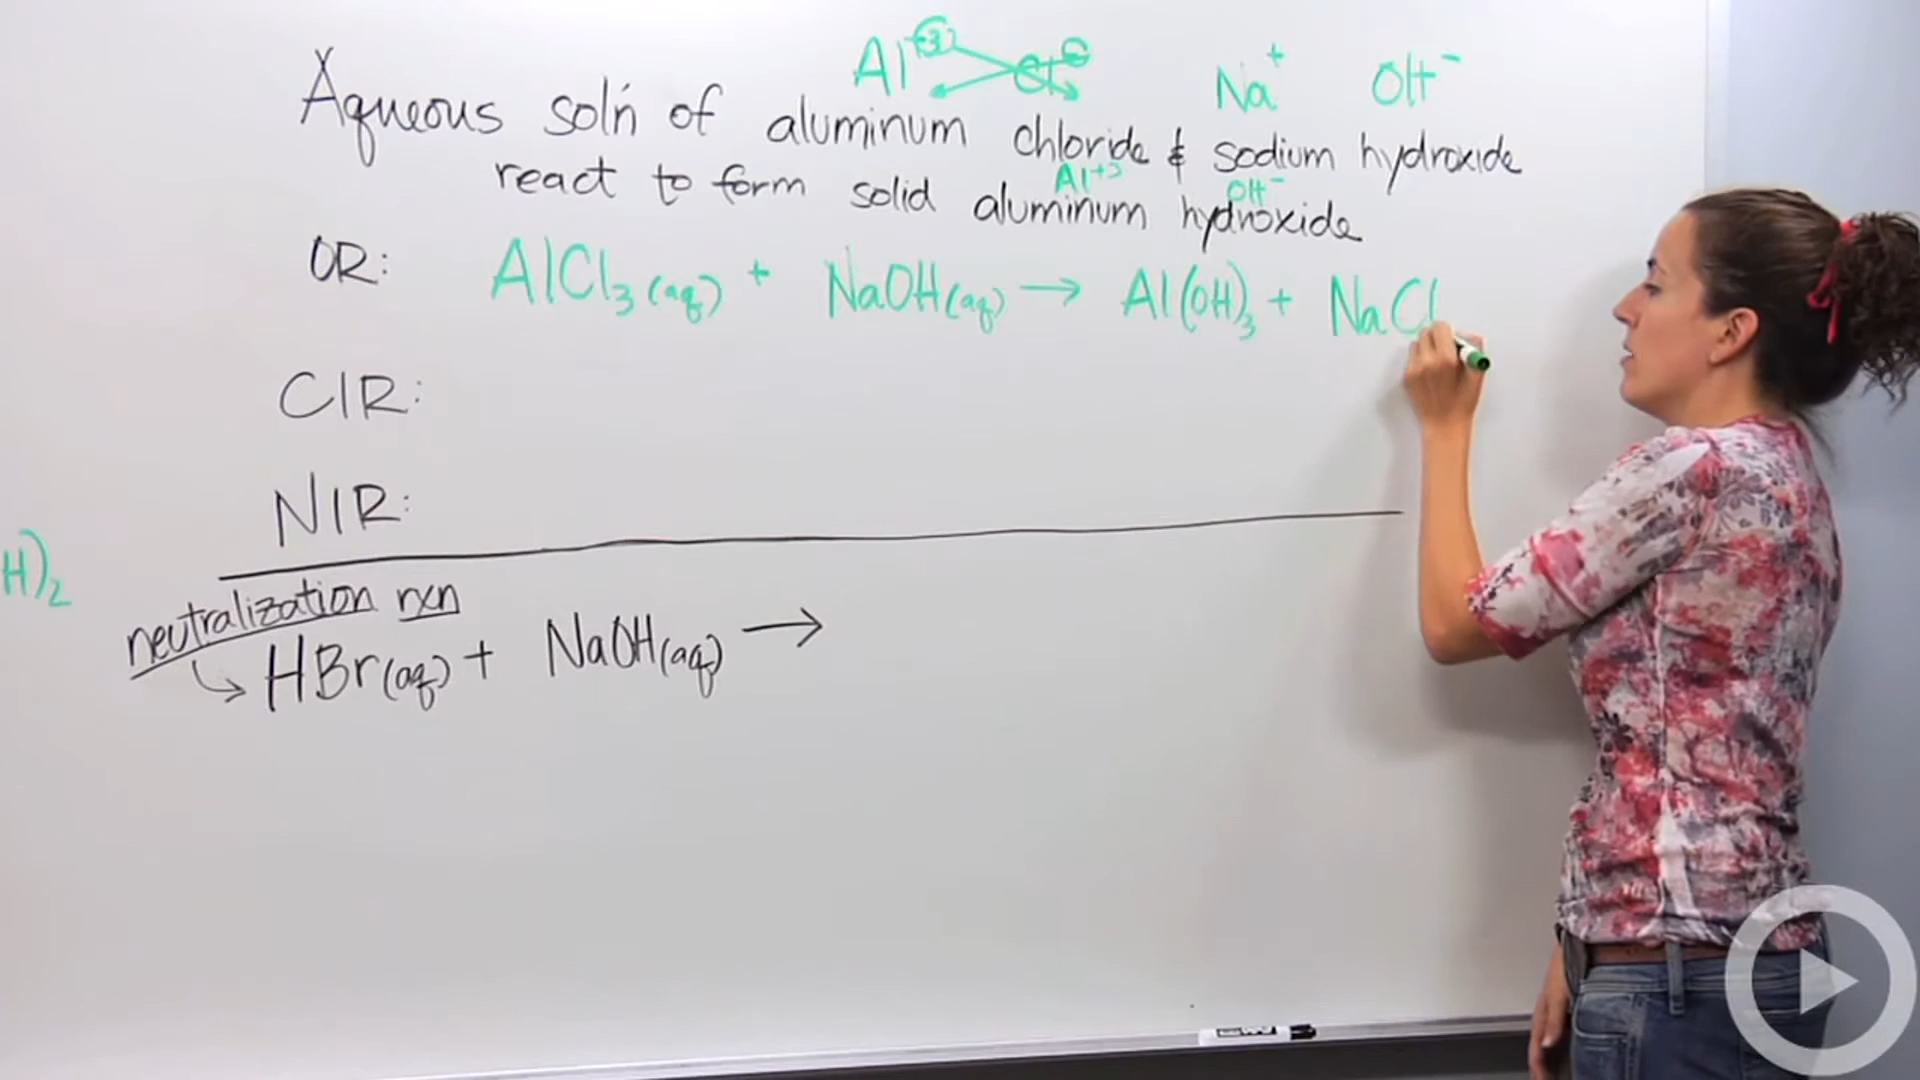 Al+3 Cl- Na+ OH-
Aqueous sol'n of aluminum chloride & sodium hydroxide
Al+3 OH-
react to form solid aluminum hydroxide
OR: AlCl3(aq) + NaOH(aq) → Al(OH)3 + NaCl
CIR:
NIR:
H)2
neutralization rxn
HBr(aq) + NaOH(aq) →